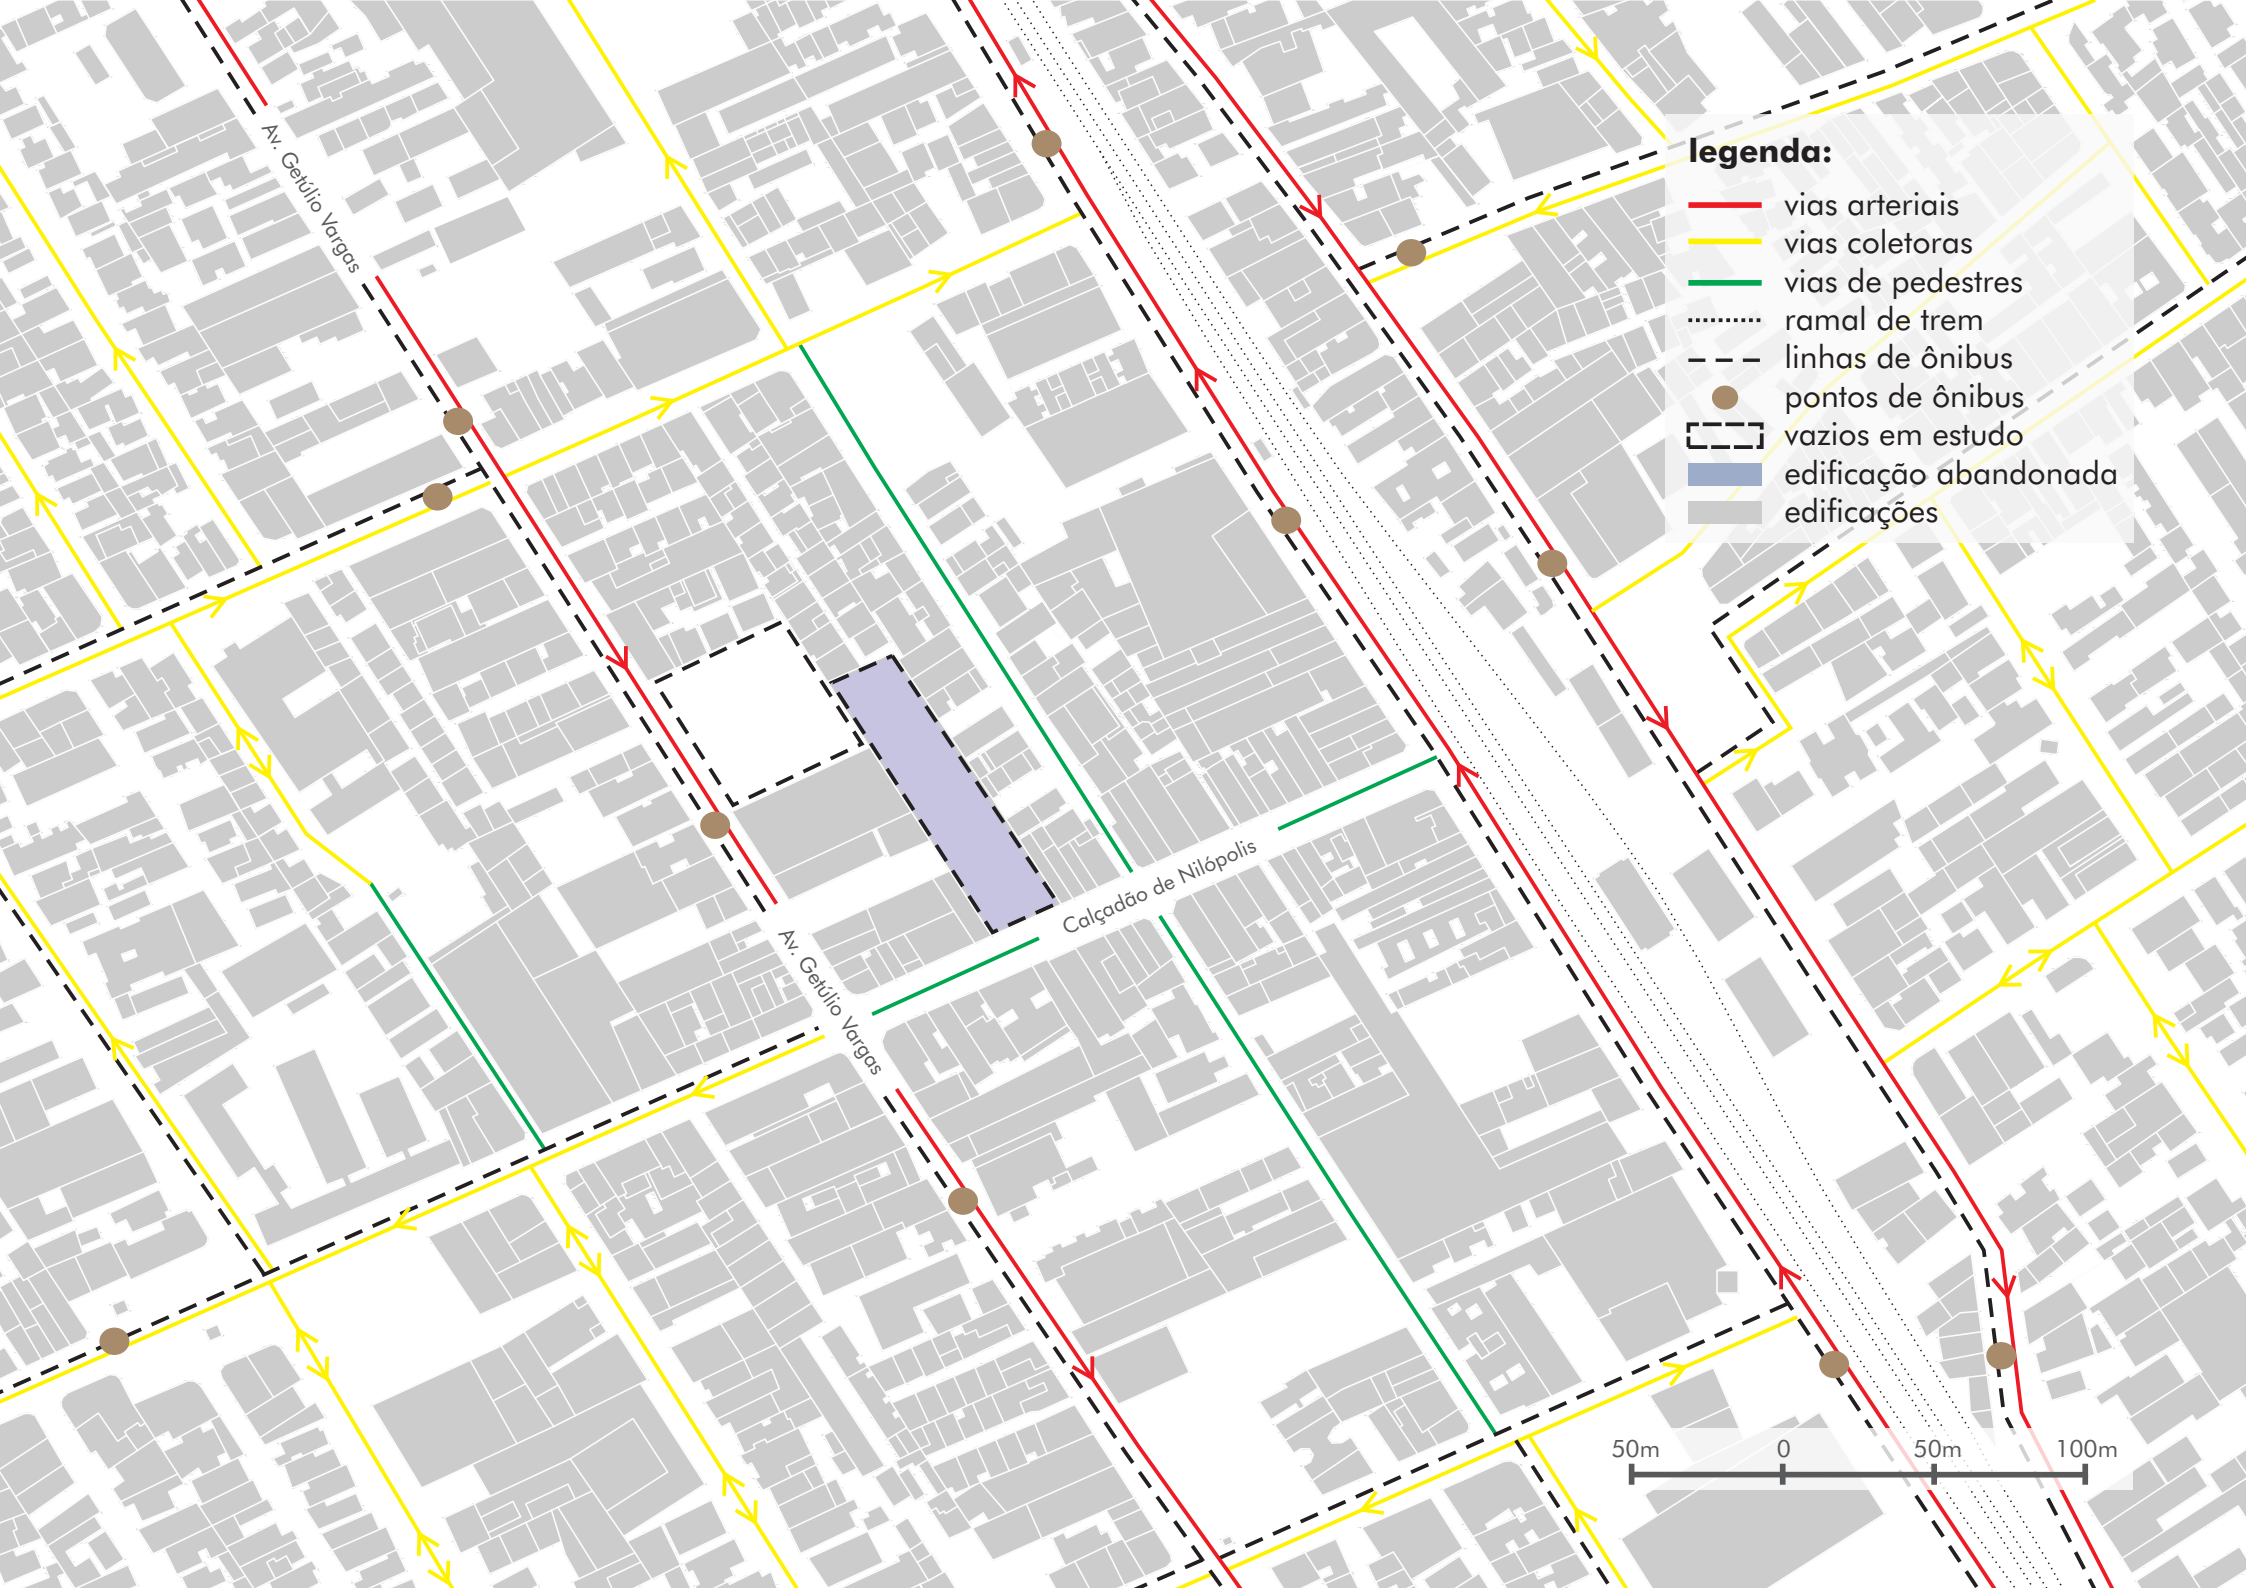 Av. Getúlio Vargas
legenda:
vias arteriais
vias coletoras
vias de pedestres
ramal de trem
linhas de ônibus
pontos de ônibus
vazios em estudo
edificação abandonada
edificações
Calçadão de Nilópolis
Av. Getúlio Vargas
50m 0 50m 100m